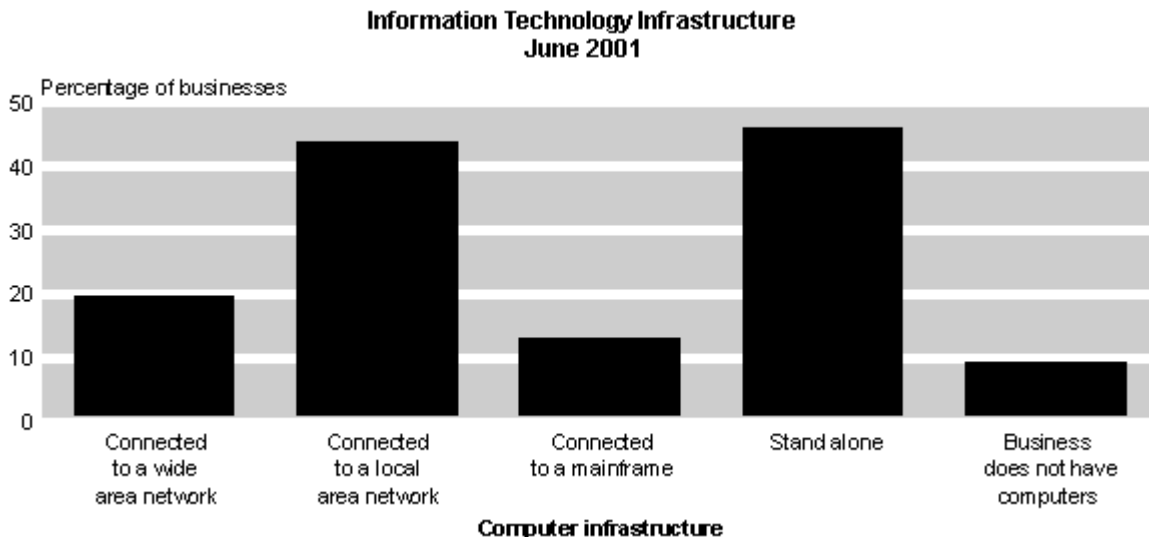 Information Technology Infrastructure
June 2001
Percentage of businesses
50
40
30
20
10
0
Connected
to a wide
area network
Connected
to a local
area network
Connected
to a mainframe
Stand alone
Business
does not have
computers
Computer infrastructure